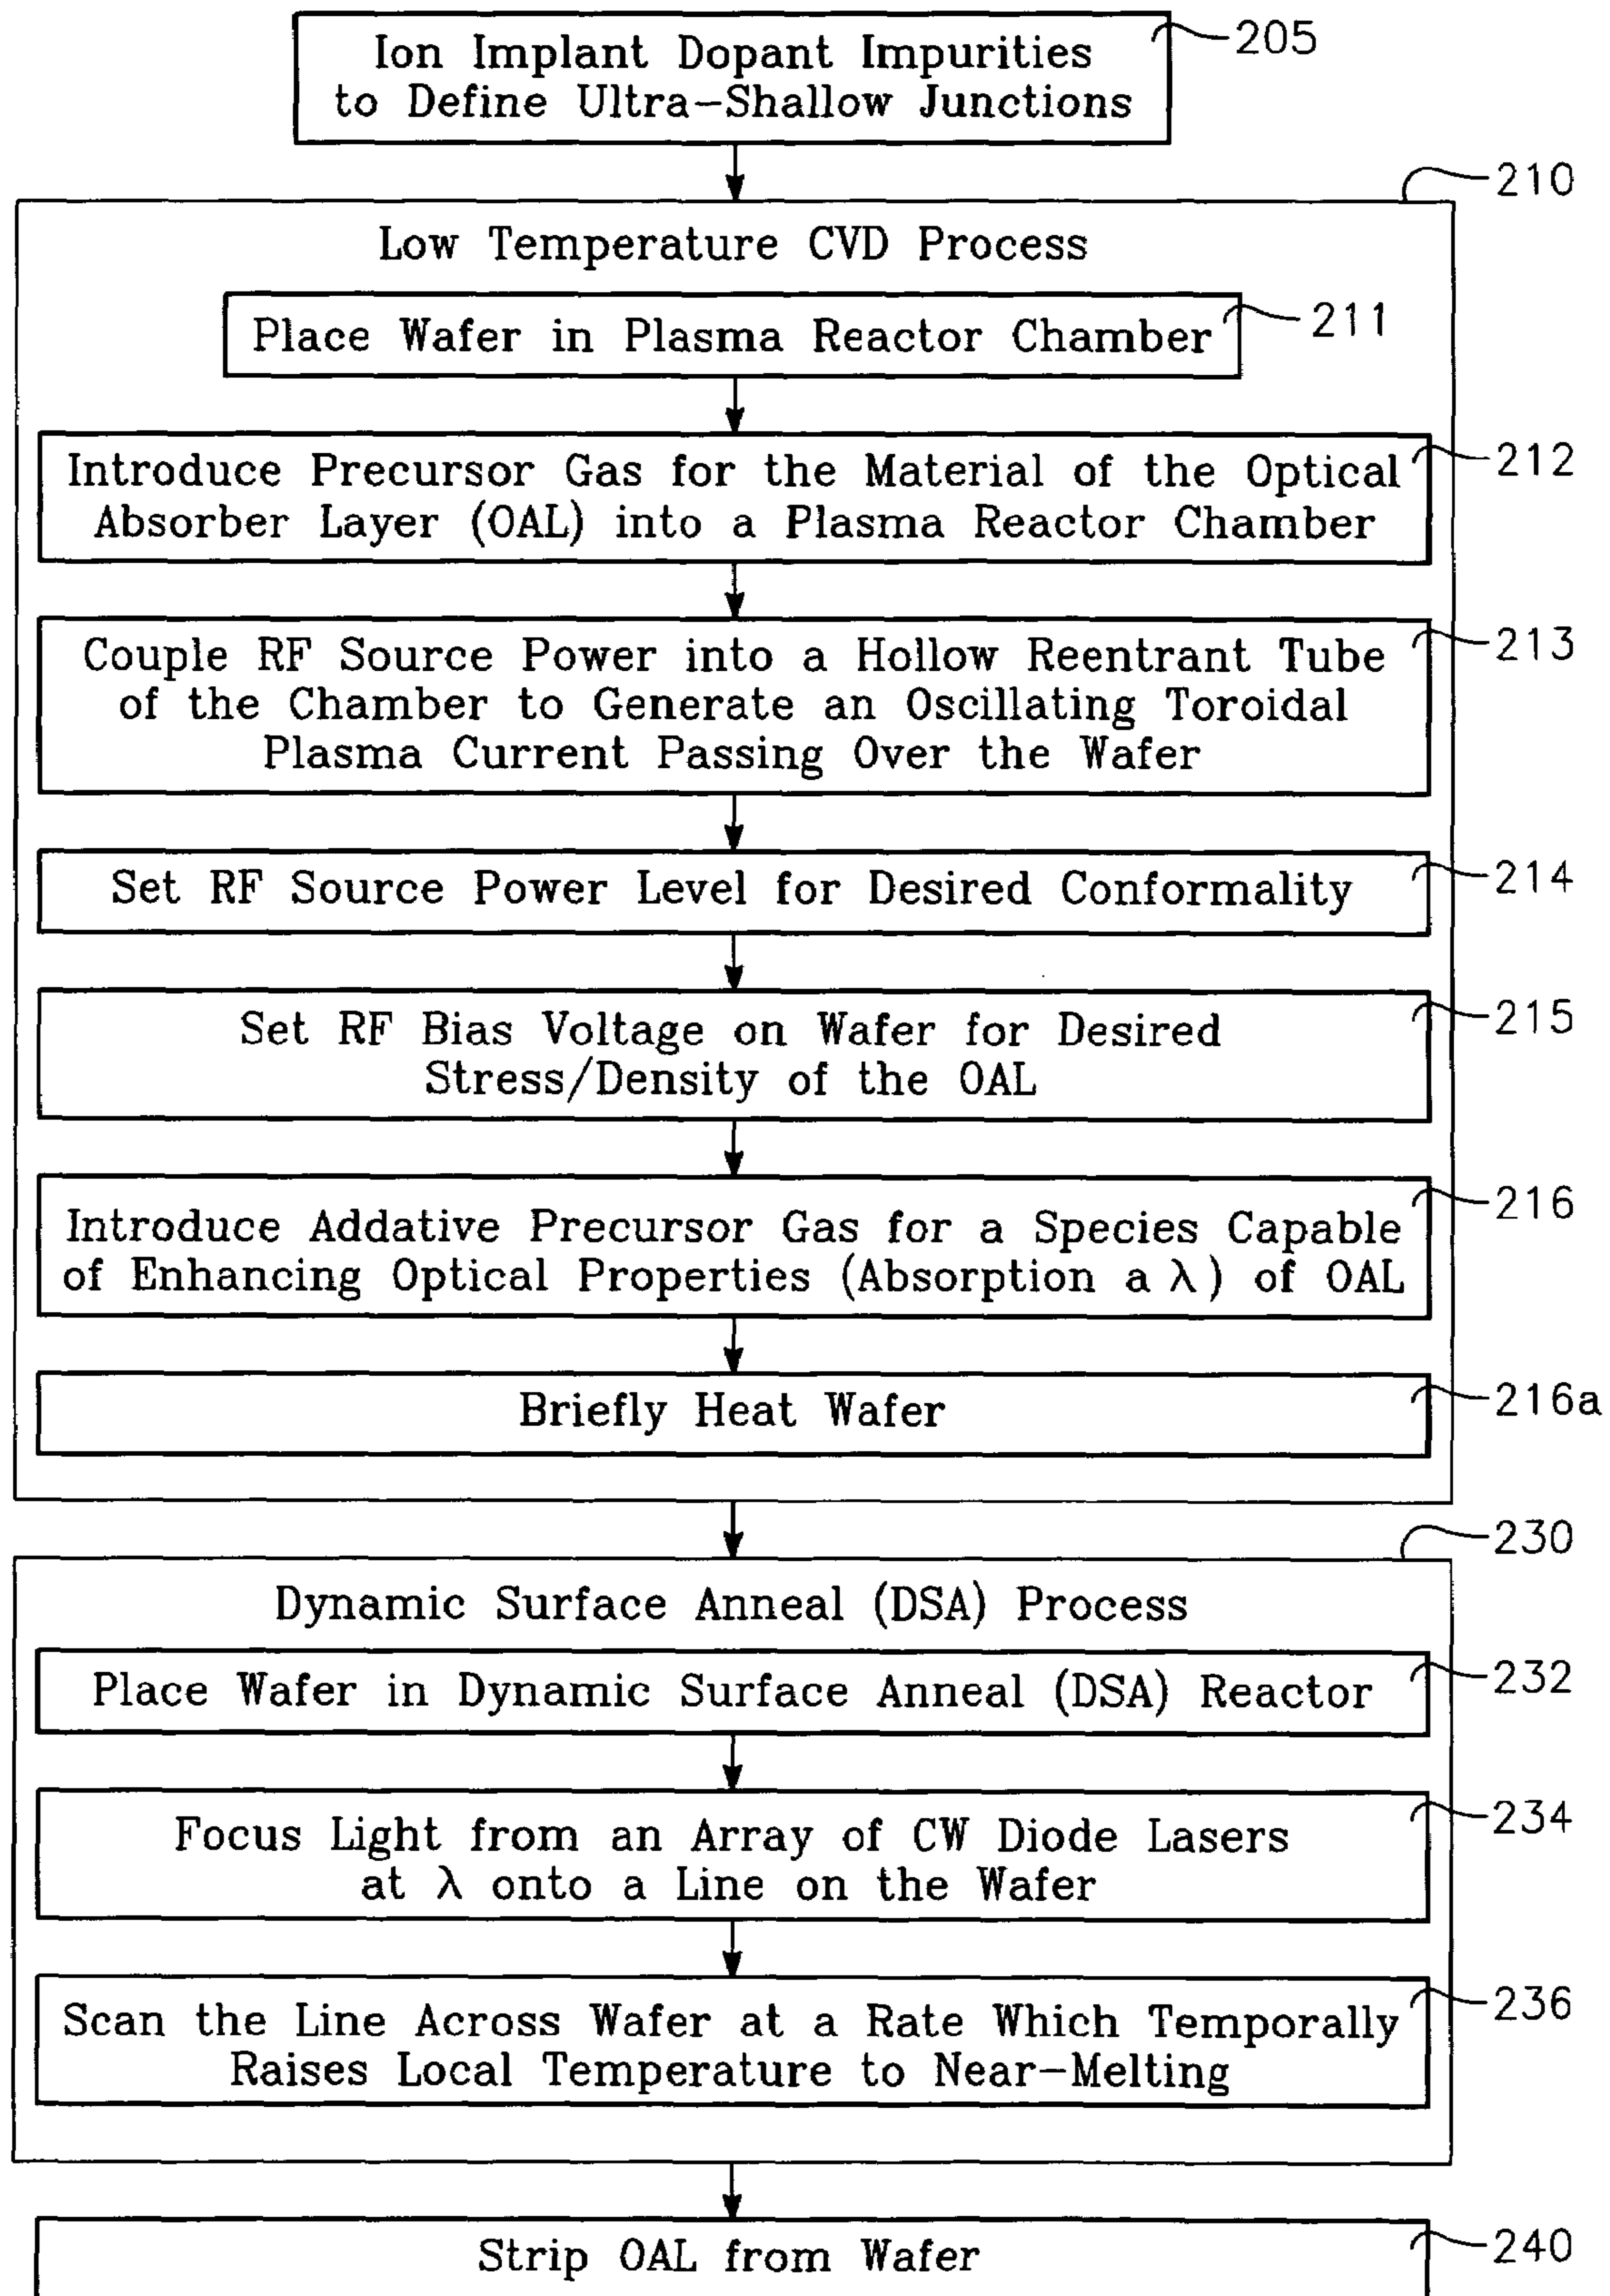 Ion Implant Dopant Impurities
to Define Ultra-Shallow Junctions
205
210
Low Temperature CVD Process
Place Wafer in Plasma Reactor Chamber
211
Introduce Precursor Gas for the Material of the Optical
Absorber Layer (OAL) into a Plasma Reactor Chamber
212
Couple RF Source Power into a Hollow Reentrant Tube
of the Chamber to Generate an Oscillating Toroidal
Plasma Current Passing Over the Wafer
213
Set RF Source Power Level for Desired Conformality
214
Set RF Bias Voltage on Wafer for Desired
Stress/Density of the OAL
215
Introduce Addative Precursor Gas for a Species Capable
of Enhancing Optical Properties (Absorption a λ) of OAL
216
Briefly Heat Wafer
216a
230
Dynamic Surface Anneal (DSA) Process
Place Wafer in Dynamic Surface Anneal (DSA) Reactor
232
Focus Light from an Array of CW Diode Lasers
at λ onto a Line on the Wafer
234
Scan the Line Across Wafer at a Rate Which Temporally
Raises Local Temperature to Near-Melting
236
Strip OAL from Wafer
240